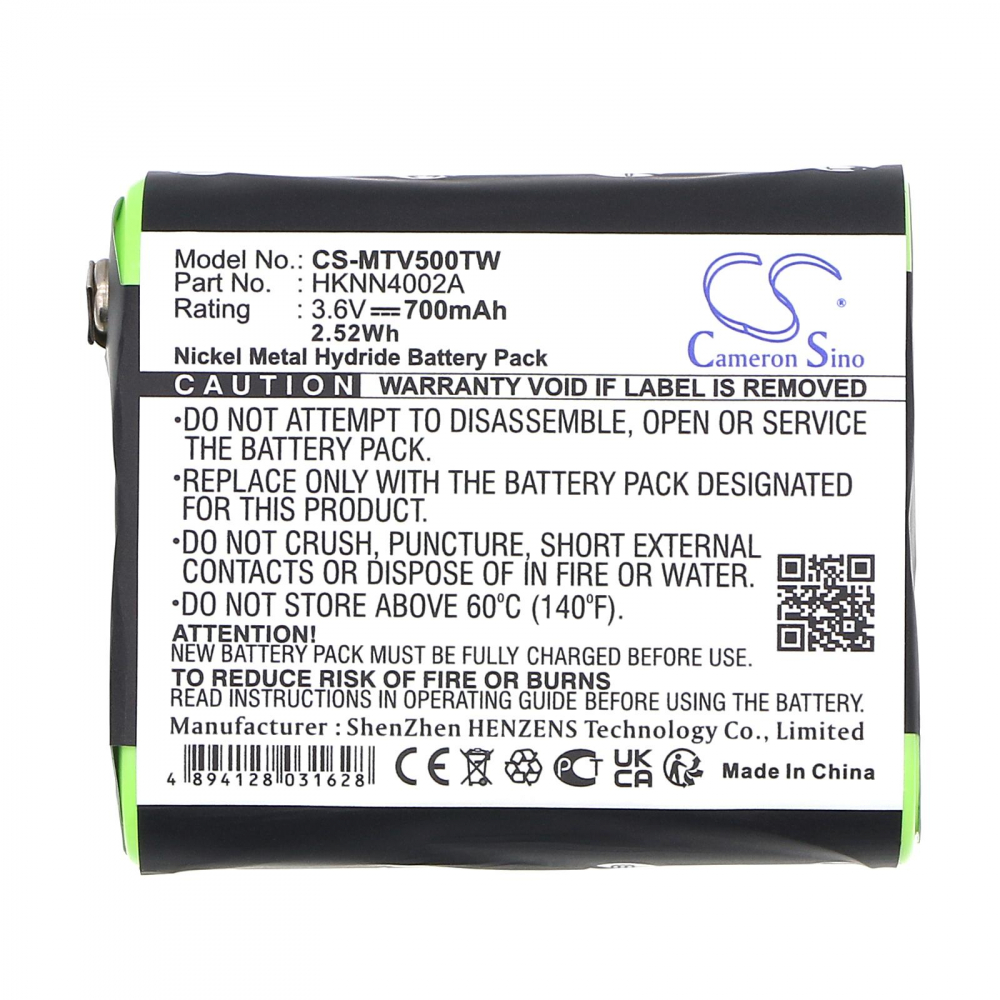 Model No.: CS-MTV500TW
Part No. : HKNN4002A
Rating : 3.6V⎓700mAh
2.52Wh
Nickel Metal Hydride Battery Pack
Cameron Sino
®
CAUTION WARRANTY VOID IF LABEL IS REMOVED
•DO NOT ATTEMPT TO DISASSEMBLE, OPEN OR SERVICE
THE BATTERY PACK.
•REPLACE ONLY WITH THE BATTERY PACK DESIGNATED
FOR THIS PRODUCT.
•DO NOT CRUSH, PUNCTURE, SHORT EXTERNAL
CONTACTS OR DISPOSE OF IN FIRE OR WATER.
•DO NOT STORE ABOVE 60ºC (140ºF).
ATTENTION!
NEW BATTERY PACK MUST BE FULLY CHARGED BEFORE USE.
TO REDUCE RISK OF FIRE OR BURNS
READ INSTRUCTIONS IN OPERATING GUIDE BEFORE USING THE BATTERY.
Manufacturer : ShenZhen HENZENS Technology Co., Limited
4 894128 031628 CE PCT UK CA Made In China